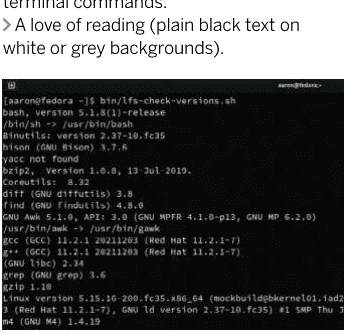 terminal commands.
> A love of reading (plain black text on
white or grey backgrounds).
aaron@fedora:~
[aaron@fedora ~]$ bin/lfs-check-versions.sh
bash, version 5.1.8(1)-release
/bin/sh -> /usr/bin/bash
Binutils: version 2.37-10.fc35
bison (GNU Bison) 3.7.6
yacc not found
bzip2,  Version 1.0.8, 13-Jul-2019.
Coreutils:  8.32
diff (GNU diffutils) 3.8
find (GNU findutils) 4.8.0
GNU Awk 5.1.0, API: 3.0 (GNU MPFR 4.1.0-p13, GNU MP 6.2.0)
/usr/bin/awk -> /usr/bin/gawk
gcc (GCC) 11.2.1 20211203 (Red Hat 11.2.1-7)
g++ (GCC) 11.2.1 20211203 (Red Hat 11.2.1-7)
(GNU libc) 2.34
grep (GNU grep) 3.6
gzip 1.10
Linux version 5.15.16-200.fc35.x86_64 (mockbuild@bkernel01.iad2
3 (Red Hat 11.2.1-7), GNU ld version 2.37-10.fc35) #1 SMP Thu J
m4 (GNU M4) 1.4.19